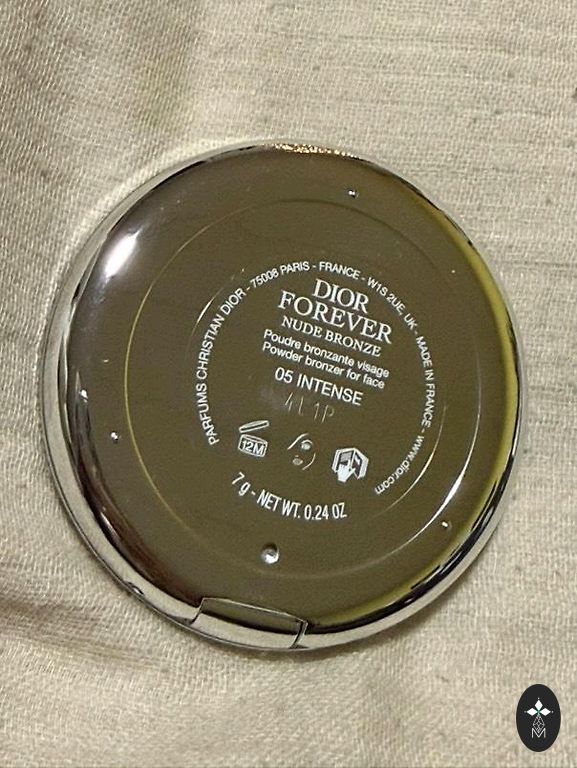 PARFUMS CHRISTIAN DIOR - 75008 PARIS - FRANCE - W1S 2UE, UK - MADE IN FRANCE - www.dior.com
DIOR
FOREVER
NUDE BRONZE
Poudre bronzante visage
Powder bronzer for face
05 INTENSE
4L1P
12M
7 g - NET WT. 0.24 OZ
M